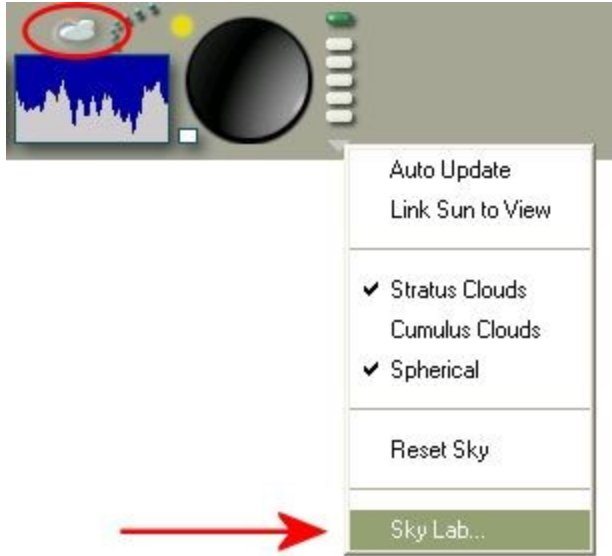 Auto Update
Link Sun to View
Stratus Clouds
Cumulus Clouds
Spherical
Reset Sky
Sky Lab...